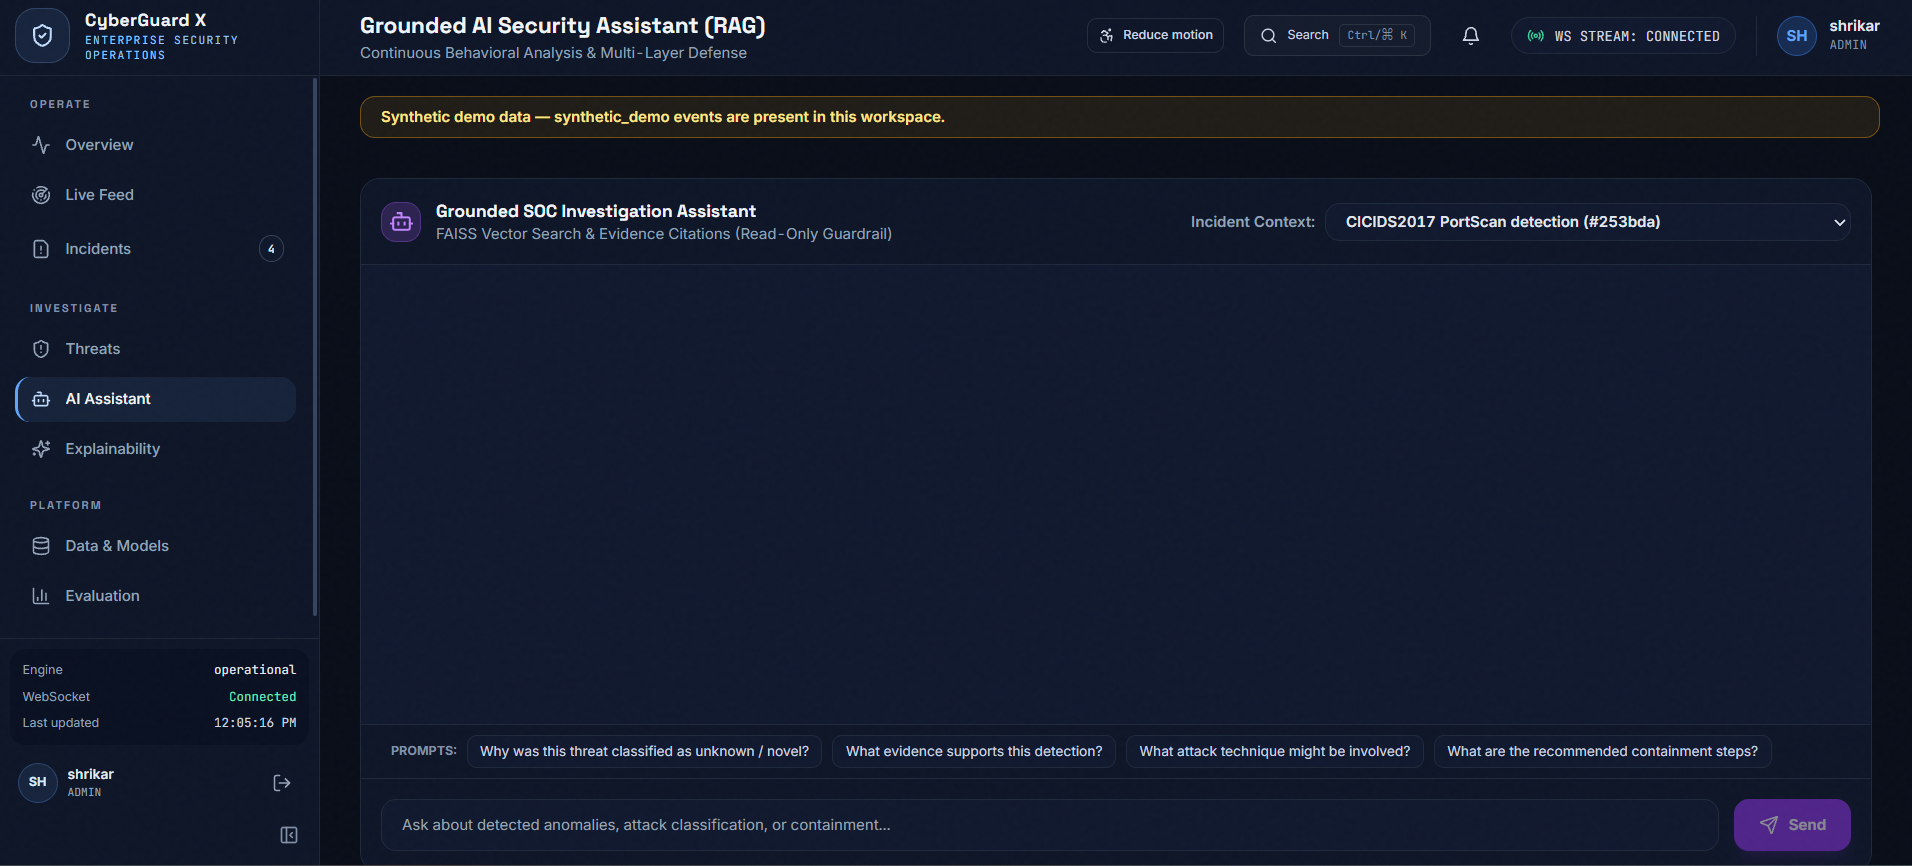 CyberGuard X
ENTERPRISE SECURITY
OPERATIONS
OPERATE
Overview
Live Feed
Incidents
4
INVESTIGATE
Threats
AI Assistant
Explainability
PLATFORM
Data & Models
Evaluation
Engine operational
WebSocket Connected
Last updated 12:05:16 PM
SH
shrikar
ADMIN
Grounded AI Security Assistant (RAG)
Continuous Behavioral Analysis & Multi-Layer Defense
Reduce motion
Search Ctrl/⌘ K
WS STREAM: CONNECTED
SH
shrikar
ADMIN
Synthetic demo data — synthetic_demo events are present in this workspace.
Grounded SOC Investigation Assistant
FAISS Vector Search & Evidence Citations (Read-Only Guardrail)
Incident Context: CICIDS2017 PortScan detection (#253bda)
PROMPTS: Why was this threat classified as unknown / novel? What evidence supports this detection? What attack technique might be involved? What are the recommended containment steps?
Ask about detected anomalies, attack classification, or containment...
Send